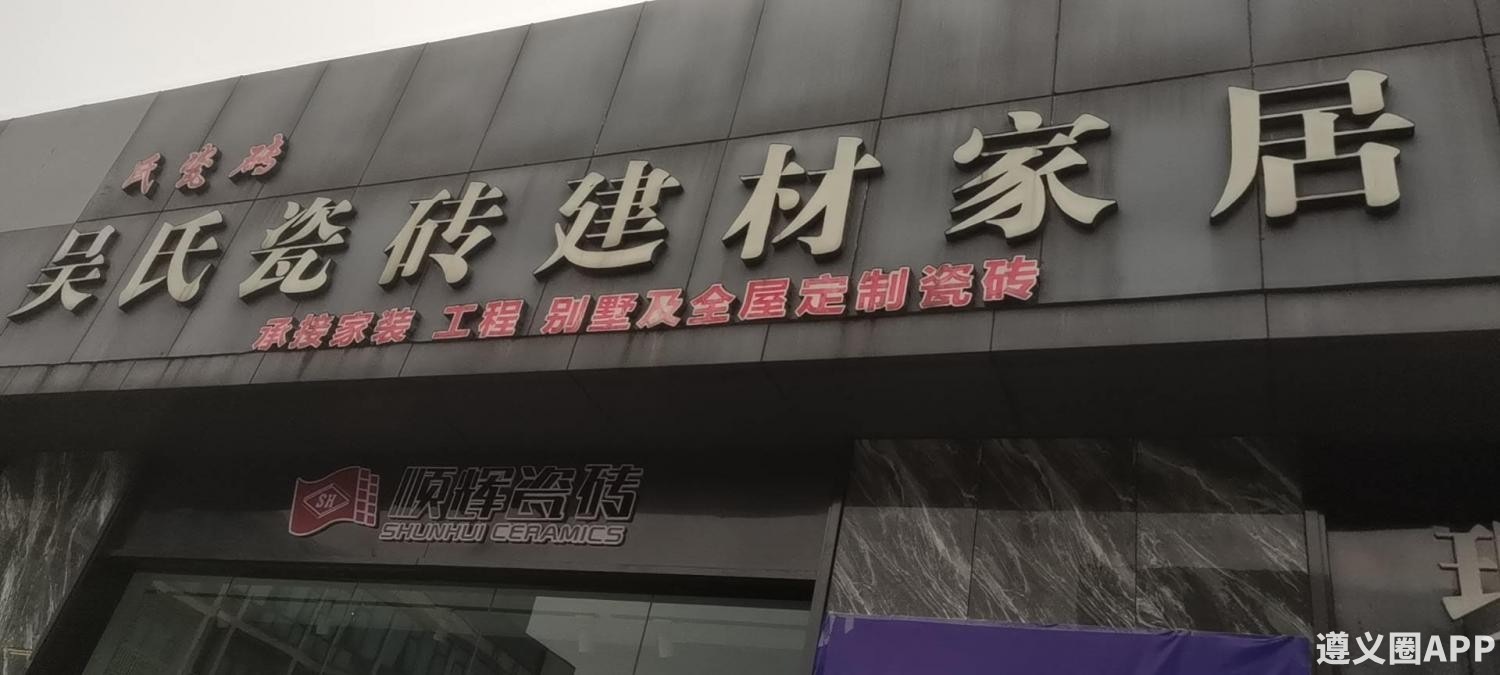 氏瓷砖
吴氏瓷砖建材家居
承接家装 工程 别墅及全屋定制瓷砖
SH
顺辉瓷砖
SHUNHUI CERAMICS
遵义圈APP